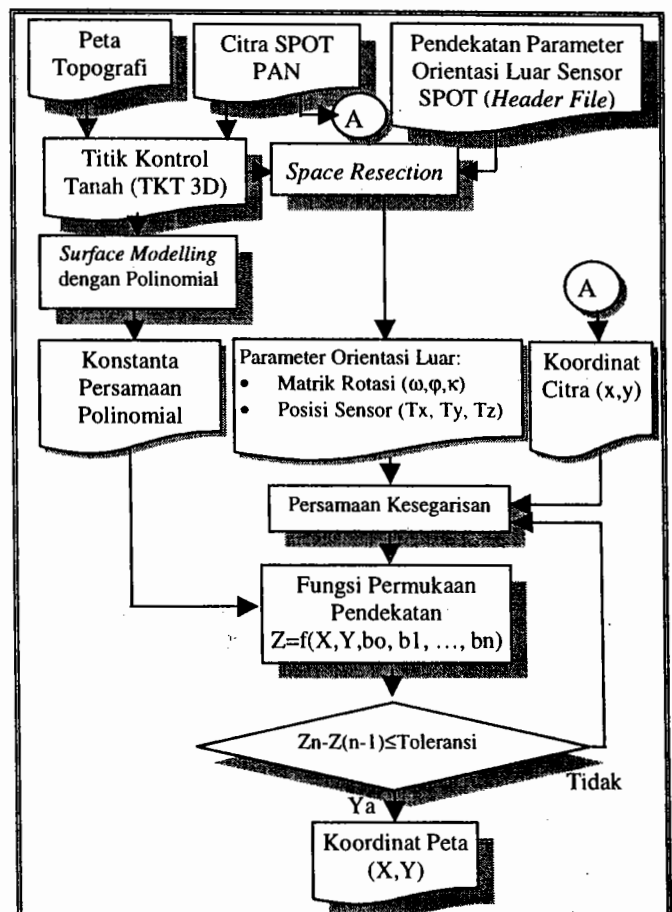 Peta
Topografi
Citra SPOT
PAN
Pendekatan Parameter
Orientasi Luar Sensor
SPOT (Header File)
A
Titik Kontrol
Tanah (TKT 3D)
Space Resection
Surface Modelling
dengan Polinomial
A
Konstanta
Persamaan
Polinomial
Parameter Orientasi Luar:
• Matrik Rotasi (ω,φ,κ)
• Posisi Sensor (Tx, Ty, Tz)
Koordinat
Citra (x,y)
Persamaan Kesegarisan
Fungsi Permukaan
Pendekatan
Z=f(X,Y,bo, b1, ..., bn)
Zn-Z(n-1)≤Toleransi
Tidak
Ya
Koordinat Peta
(X,Y)